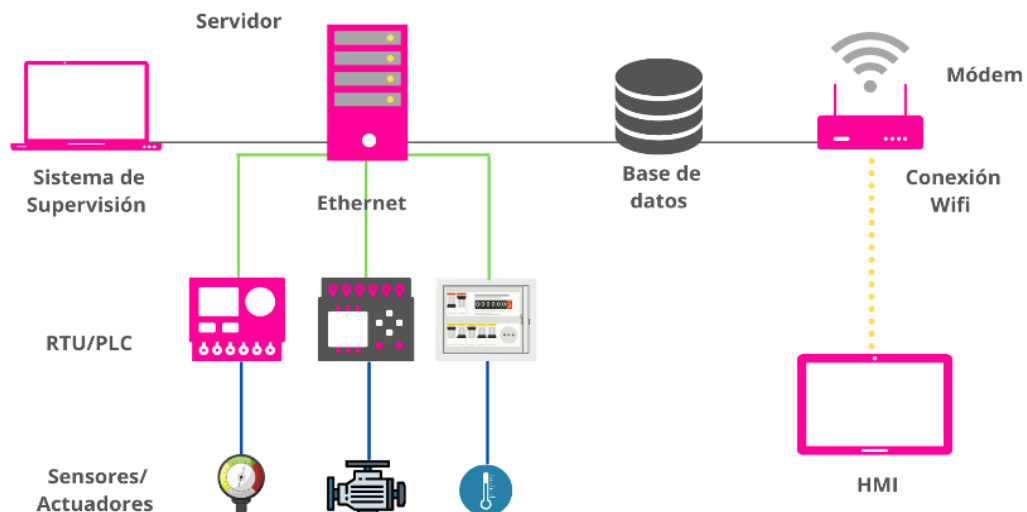 Servidor
Módem
Sistema de
Supervisión
Ethernet
Base de
datos
Conexión
Wifi
RTU/PLC
Sensores/
Actuadores
HMI